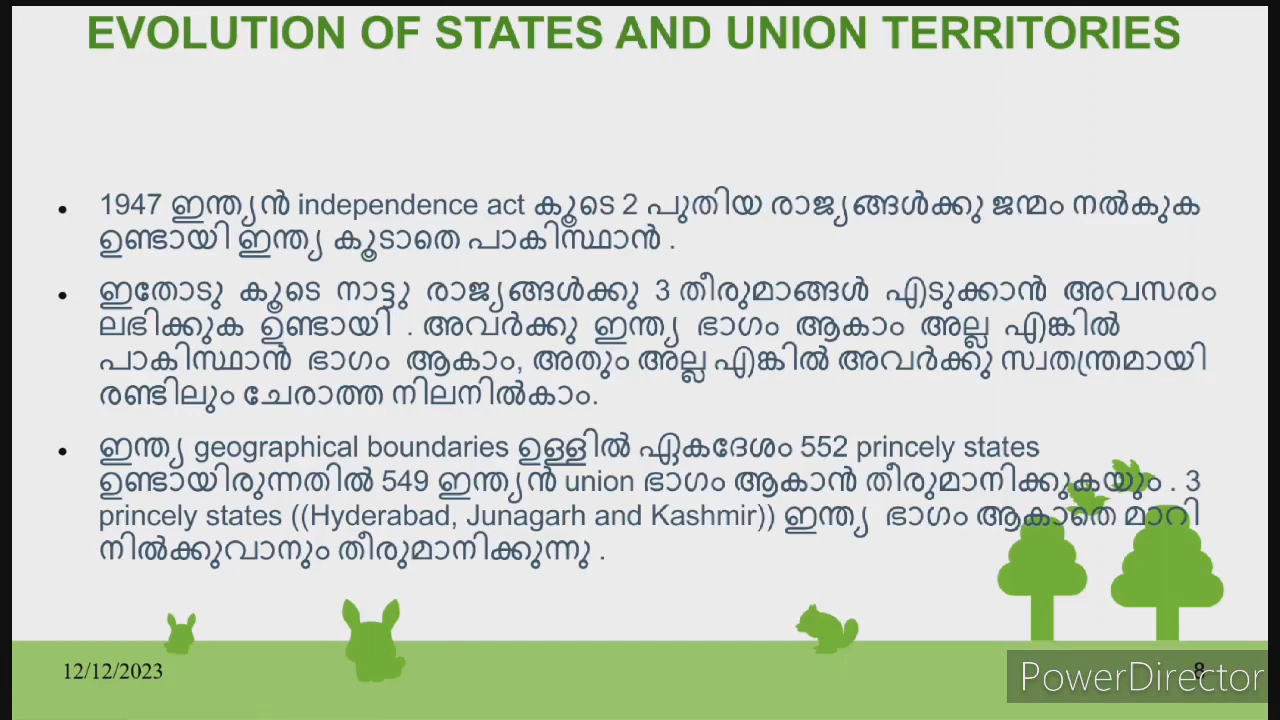 EVOLUTION OF STATES AND UNION TERRITORIES
• 1947 ഇന്ത്യൻ independence act കൂടെ 2 പുതിയ രാജ്യങ്ങൾക്കു ജന്മം നൽകുക
ഉണ്ടായി ഇന്ത്യ കൂടാതെ പാകിസ്ഥാൻ .
• ഇതോടു കൂടെ നാട്ടു രാജ്യങ്ങൾക്കു 3 തീരുമാങ്ങൾ എടുക്കാൻ അവസരം
ലഭിക്കുക ഉണ്ടായി . അവർക്കു ഇന്ത്യ ഭാഗം ആകാം അല്ല എങ്കിൽ
പാകിസ്ഥാൻ ഭാഗം ആകാം, അതും അല്ല എങ്കിൽ അവർക്കു സ്വതന്ത്രമായി
രണ്ടിലും ചേരാത്ത നിലനിൽകാം.
• ഇന്ത്യ geographical boundaries ഉള്ളിൽ ഏകദേശം 552 princely states
ഉണ്ടായിരുന്നതിൽ 549 ഇന്ത്യൻ union ഭാഗം ആകാൻ തീരുമാനിക്കുകയും . 3
princely states ((Hyderabad, Junagarh and Kashmir)) ഇന്ത്യ ഭാഗം ആകാതെ മാറി
നിൽക്കുവാനും തീരുമാനിക്കുന്നു .
12/12/2023
8
PowerDirector